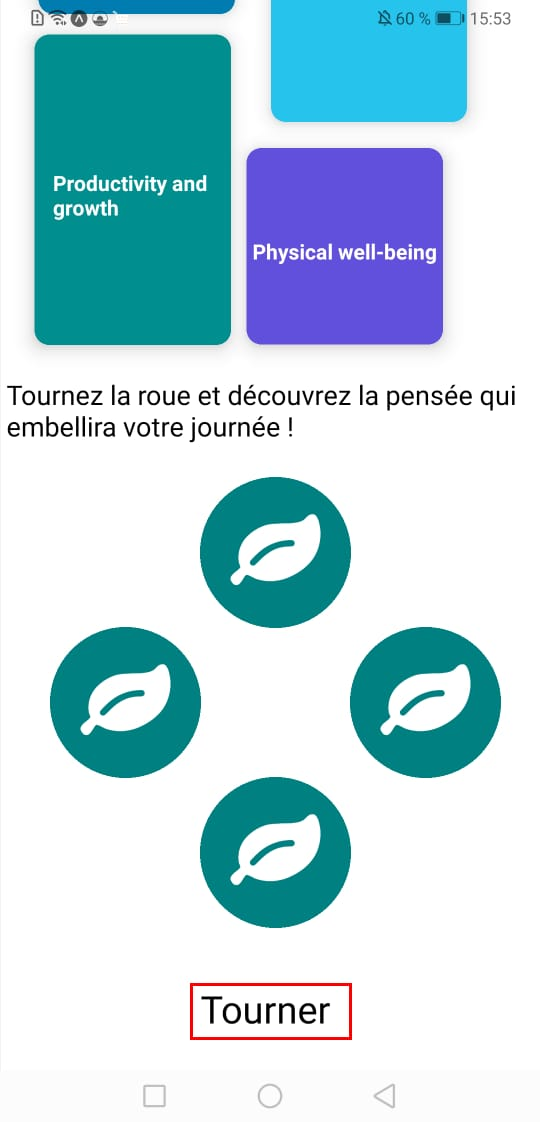 60 % 15:53
Productivity and
growth
Physical well-being
Tournez la roue et découvrez la pensée qui
embellira votre journée !
Tourner